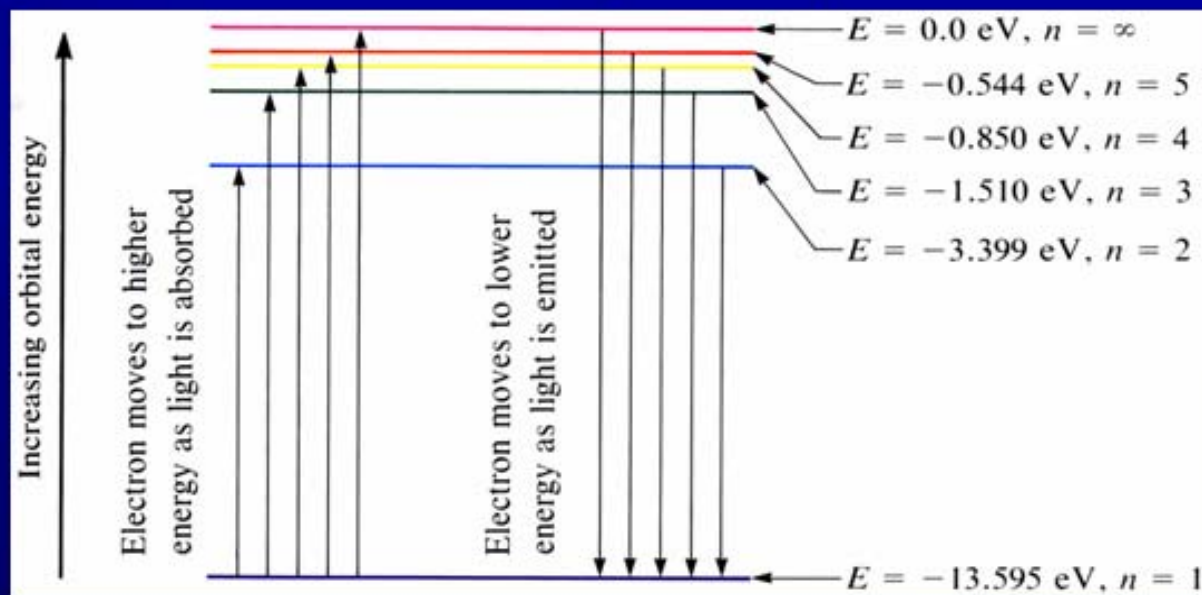 Increasing orbital energy
Electron moves to higher
energy as light is absorbed
Electron moves to lower
energy as light is emitted
E = 0.0 eV, n = ∞
E = −0.544 eV, n = 5
E = −0.850 eV, n = 4
E = −1.510 eV, n = 3
E = −3.399 eV, n = 2
E = −13.595 eV, n = 1